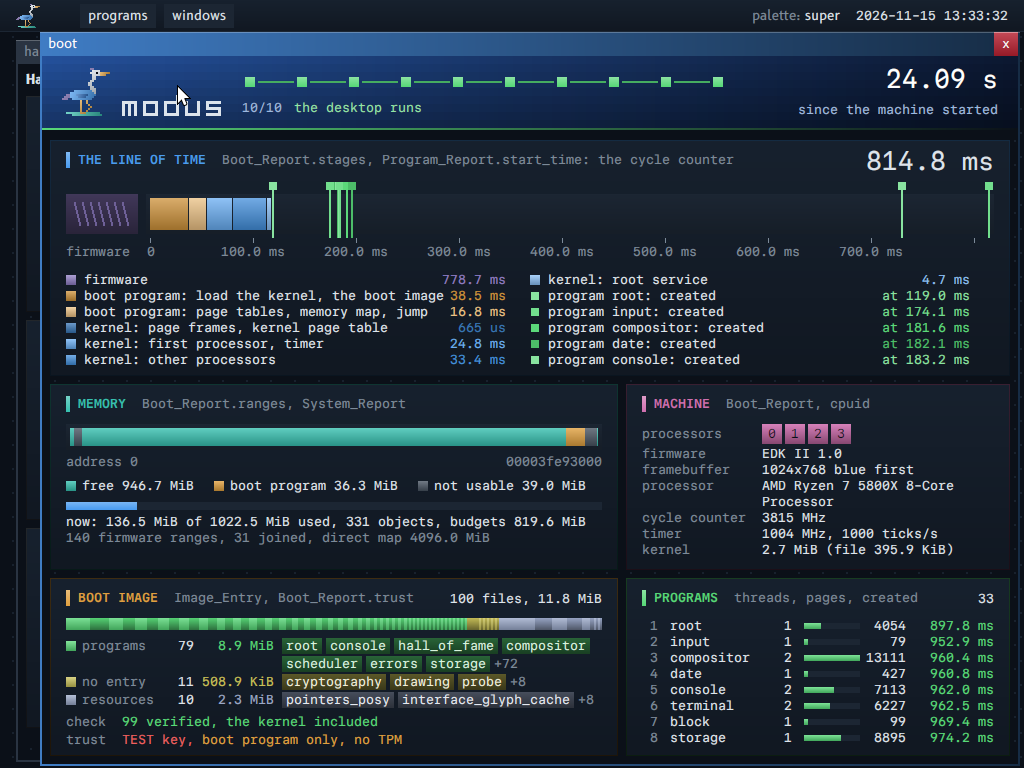 programs windows palette: super 2026-11-15 13:33:32
ha
boot x
Ha
MODUS
10/10 the desktop runs
24.09 s
since the machine started
THE LINE OF TIME Boot_Report.stages, Program_Report.start_time: the cycle counter 814.8 ms
firmware 0 100.0 ms 200.0 ms 300.0 ms 400.0 ms 500.0 ms 600.0 ms 700.0 ms
firmware 778.7 ms kernel: root service 4.7 ms
boot program: load the kernel, the boot image 38.5 ms program root: created at 119.0 ms
boot program: page tables, memory map, jump 16.8 ms program input: created at 174.1 ms
kernel: page frames, kernel page table 665 us program compositor: created at 181.6 ms
kernel: first processor, timer 24.8 ms program date: created at 182.1 ms
kernel: other processors 33.4 ms program console: created at 183.2 ms
MEMORY Boot_Report.ranges, System_Report
address 0 00003fe93000
free 946.7 MiB boot program 36.3 MiB not usable 39.0 MiB
now: 136.5 MiB of 1022.5 MiB used, 331 objects, budgets 819.6 MiB
140 firmware ranges, 31 joined, direct map 4096.0 MiB
MACHINE Boot_Report, cpuid
processors 0 1 2 3
firmware EDK II 1.0
framebuffer 1024x768 blue first
processor AMD Ryzen 7 5800X 8-Core
Processor
cycle counter 3815 MHz
timer 1004 MHz, 1000 ticks/s
kernel 2.7 MiB (file 395.9 KiB)
BOOT IMAGE Image_Entry, Boot_Report.trust 100 files, 11.8 MiB
programs 79 8.9 MiB root console hall_of_fame compositor
scheduler errors storage +72
no entry 11 508.9 KiB cryptography drawing probe +8
resources 10 2.3 MiB pointers_posy interface_glyph_cache +8
check 99 verified, the kernel included
trust TEST key, boot program only, no TPM
PROGRAMS threads, pages, created 33
1 root 1 4054 897.8 ms
2 input 1 79 952.9 ms
3 compositor 2 13111 960.4 ms
4 date 1 427 960.8 ms
5 console 2 7113 962.0 ms
6 terminal 2 6227 962.5 ms
7 block 1 99 969.4 ms
8 storage 1 8895 974.2 ms